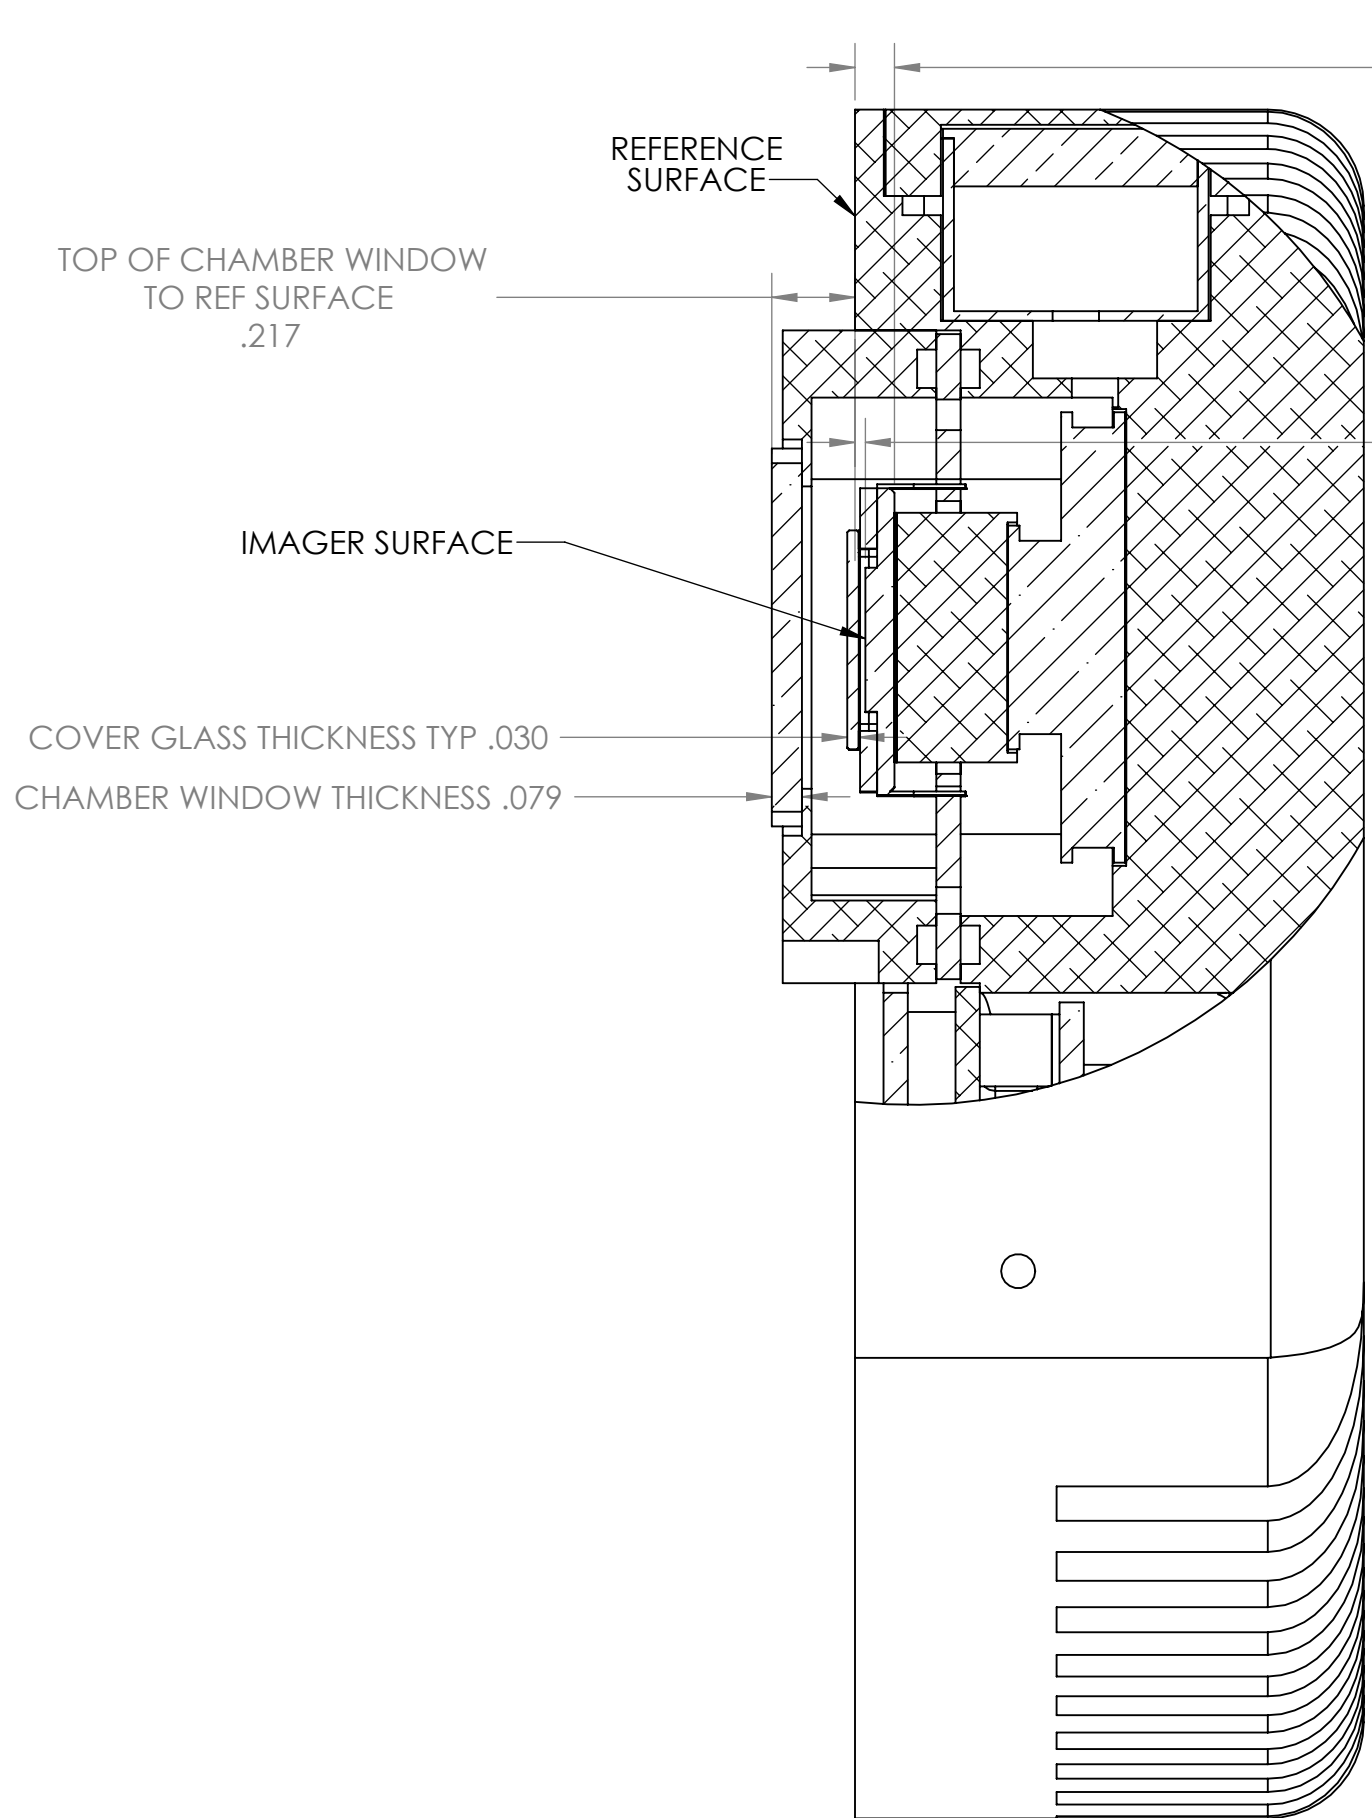 REFERENCE
SURFACE
TOP OF CHAMBER WINDOW
TO REF SURFACE
.217
IMAGER SURFACE
COVER GLASS THICKNESS TYP .030
CHAMBER WINDOW THICKNESS .079